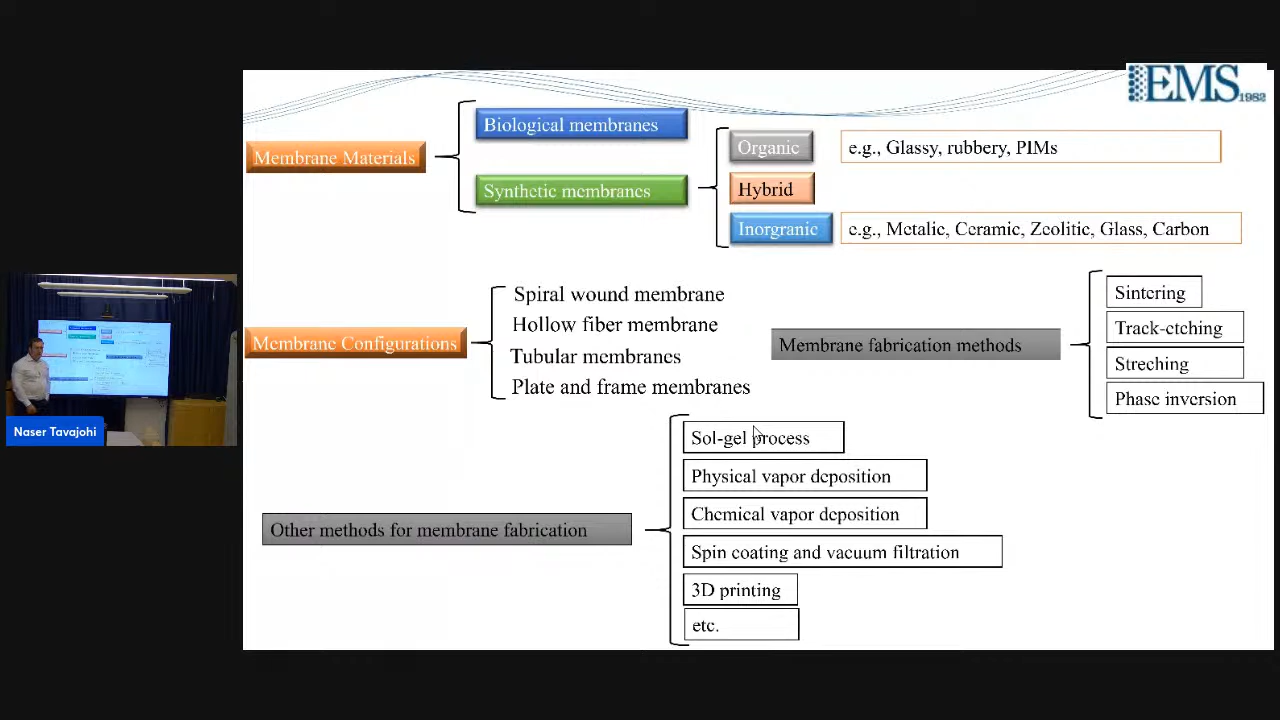 EMS 1982
Biological membranes
Membrane Materials
Organic
e.g., Glassy, rubbery, PIMs
Synthetic membranes
Hybrid
Inorgranic
e.g., Metalic, Ceramic, Zeolitic, Glass, Carbon
Spiral wound membrane
Hollow fiber membrane
Membrane Configurations
Tubular membranes
Plate and frame membranes
Membrane fabrication methods
Sintering
Track-etching
Streching
Phase inversion
Naser Tavajohi
Other methods for membrane fabrication
Sol-gel process
Physical vapor deposition
Chemical vapor deposition
Spin coating and vacuum filtration
3D printing
etc.